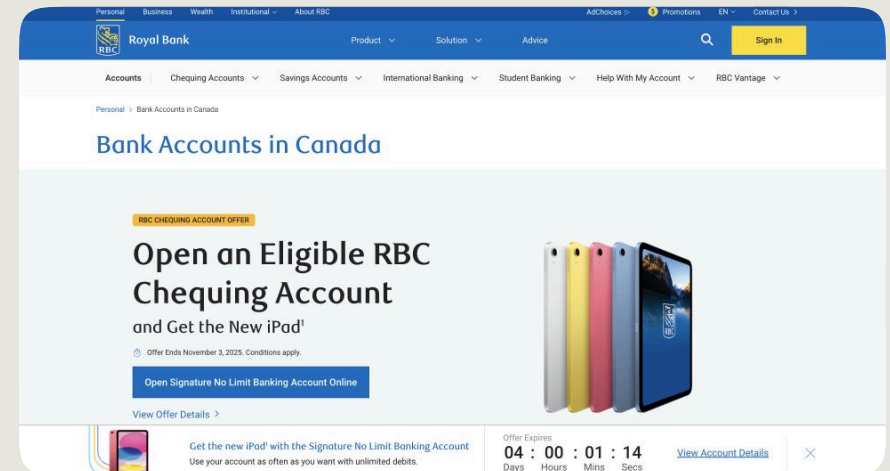 Personal Business Wealth Institutional About RBC AdChoices $ Promotions EN Contact Us
RBC Royal Bank Product Solution Advice Sign In
Accounts Chequing Accounts Savings Accounts International Banking Student Banking Help With My Account RBC Vantage
Personal > Bank Accounts in Canada
Bank Accounts in Canada
RBC CHEQUING ACCOUNT OFFER
Open an Eligible RBC
Chequing Account
and Get the New iPad¹
Offer Ends November 3, 2025. Conditions apply.
Open Signature No Limit Banking Account Online
View Offer Details >
Get the new iPad¹ with the Signature No Limit Banking Account
Use your account as often as you want with unlimited debits.
Offer Expires
04 : 00 : 01 : 14
Days Hours Mins Secs
View Account Details